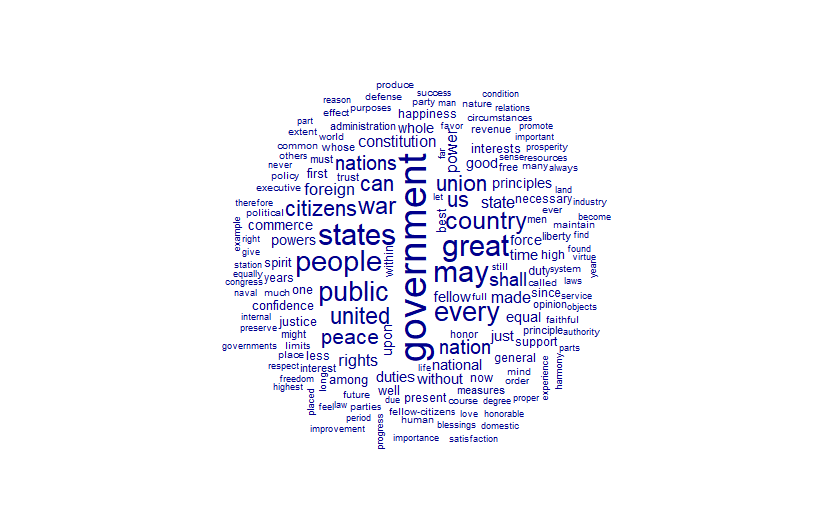 produce
success
condition
defense
reason
party man
nature
relations
purposes
effect
happiness
circumstances
part
administration
whole
favor
revenue
promote
extent
world
constitution
power
important
common
whose
far
interests
prosperity
others
must
nations
good
sense
resources
never
first
trust
free
many
always
policy
can
union
principles
land
executive
foreign
let
us
state
necessary
industry
therefore
citizens
war
best
country
men
ever
become
political
commerce
maintain
example
right
powers
states
within
government
great
force
liberty
find
give
people
still
time
high
found
virtue
station
spirit
may
shall
duty
system
year
equally
years
called
laws
congress
public
fellow
full
made
since
service
naval
much
one
opinion
objects
confidence
united
every
equal
faithful
internal
justice
upon
honor
just
principle
authority
preserve
might
peace
nation
support
governments
limits
parts
place
less
rights
general
experience
harmony
respect
interest
life
national
mind
freedom
long
among
duties
without
now
order
highest
placed
future
well
measures
feel
law
parties
due
present
course
degree
proper
period
fellow-citizens
love
honorable
improvement
progress
human
blessings
domestic
importance
satisfaction